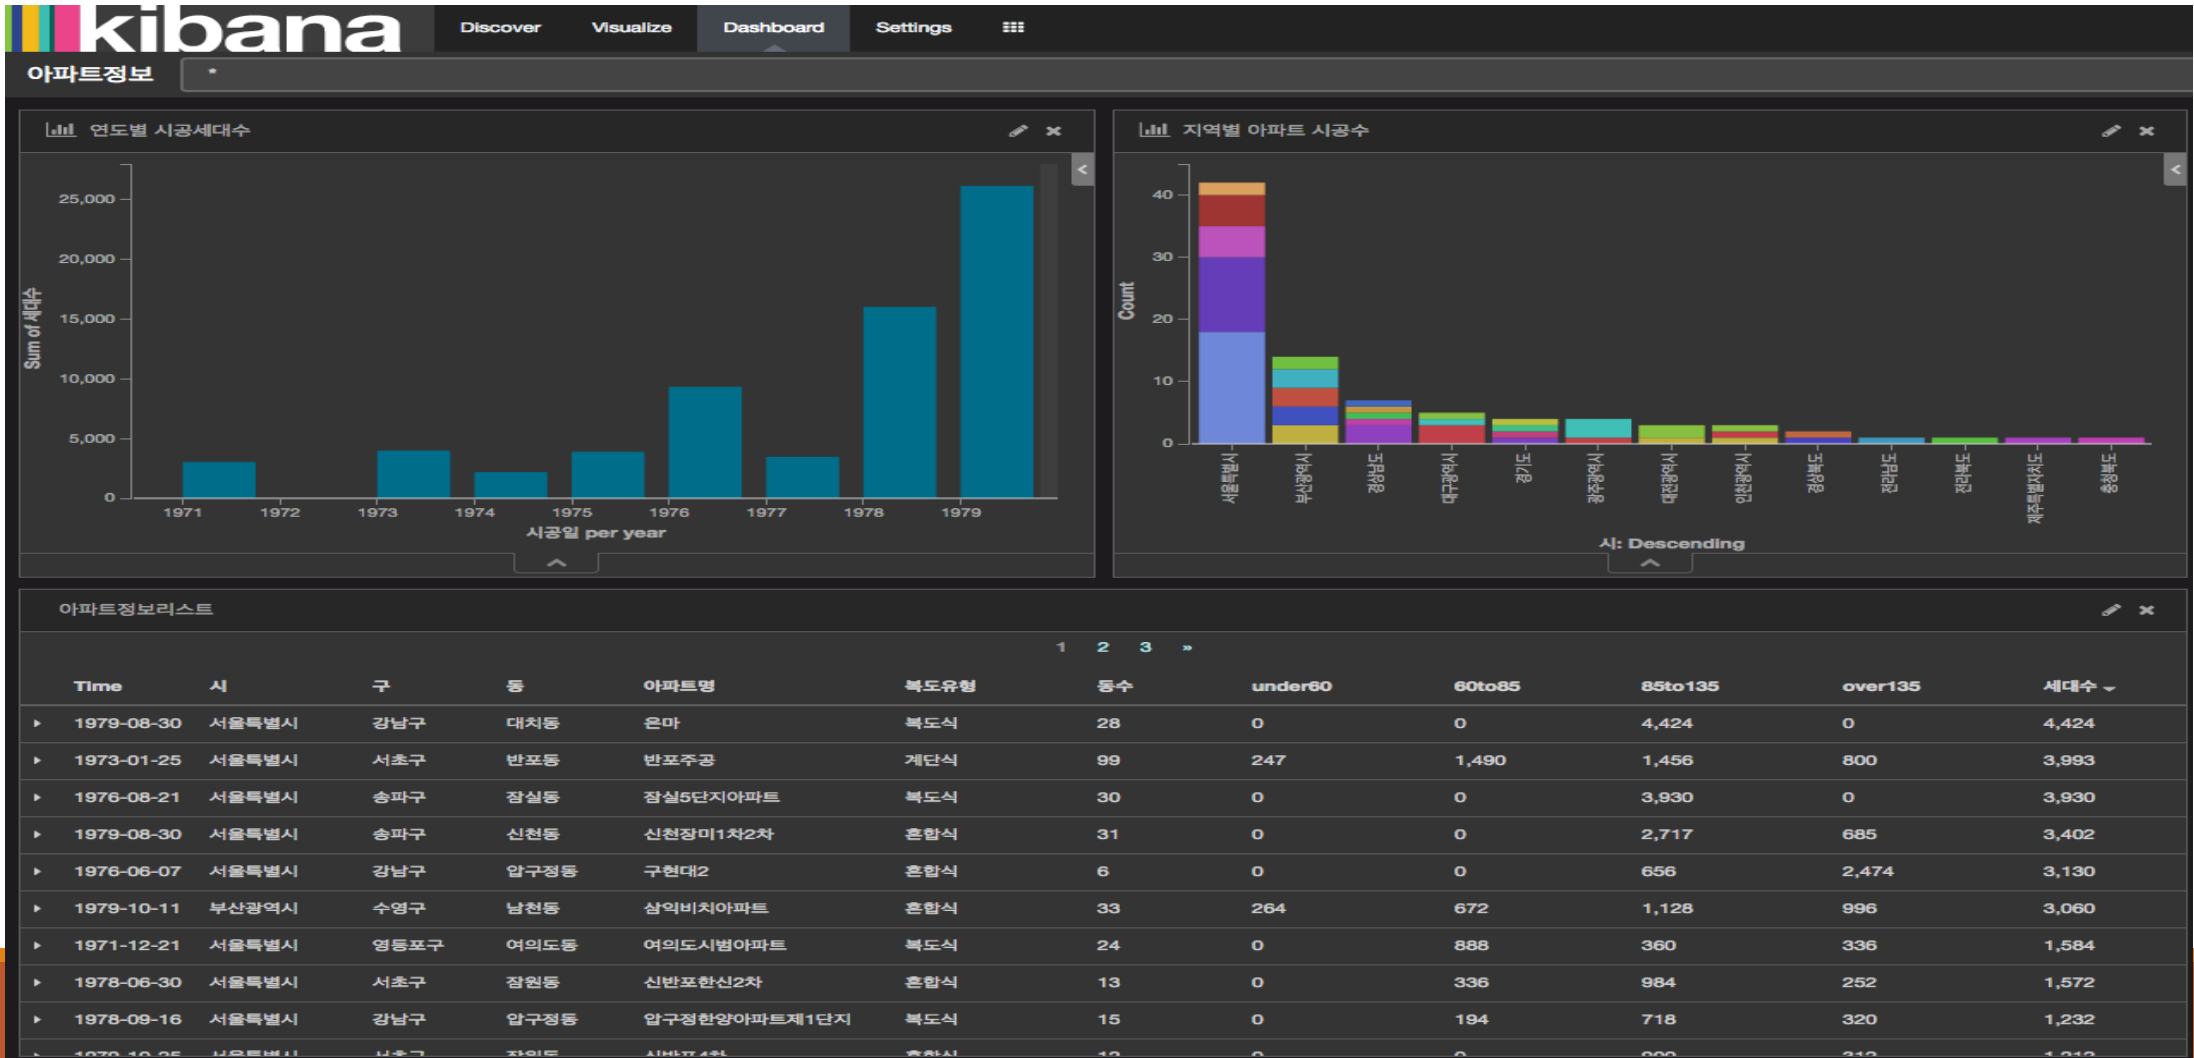 kibana Discover Visualize Dashboard Settings
아파트정보 *
연도별 시공세대수
25,000
20,000
15,000
10,000
5,000
0
Sum of 세대수
1971 1972 1973 1974 1975 1976 1977 1978 1979
시공일 per year
지역별 아파트 시공수
40
30
20
10
0
Count
서울특별시 부산광역시 경상남도 대구광역시 경기도 광주광역시 대전광역시 인천광역시 경상북도 전라남도 전라북도 제주특별자치도 충청북도
시: Descending
아파트정보리스트
1 2 3 »
Time 시 구 동 아파트명 복도유형 동수 under60 60to85 85to135 over135 세대수
1979-08-30 서울특별시 강남구 대치동 은마 복도식 28 0 0 4,424 0 4,424
1973-01-25 서울특별시 서초구 반포동 반포주공 계단식 99 247 1,490 1,456 800 3,993
1976-08-21 서울특별시 송파구 잠실동 잠실5단지아파트 복도식 30 0 0 3,930 0 3,930
1979-08-30 서울특별시 송파구 신천동 신천장미1차2차 혼합식 31 0 0 2,717 685 3,402
1976-06-07 서울특별시 강남구 압구정동 구현대2 혼합식 6 0 0 656 2,474 3,130
1979-10-11 부산광역시 수영구 남천동 삼익비치아파트 혼합식 33 264 672 1,128 996 3,060
1971-12-21 서울특별시 영등포구 여의도동 여의도시범아파트 복도식 24 0 888 360 336 1,584
1978-06-30 서울특별시 서초구 잠원동 신반포한신2차 혼합식 13 0 336 984 252 1,572
1978-09-16 서울특별시 강남구 압구정동 압구정한양아파트제1단지 복도식 15 0 194 718 320 1,232